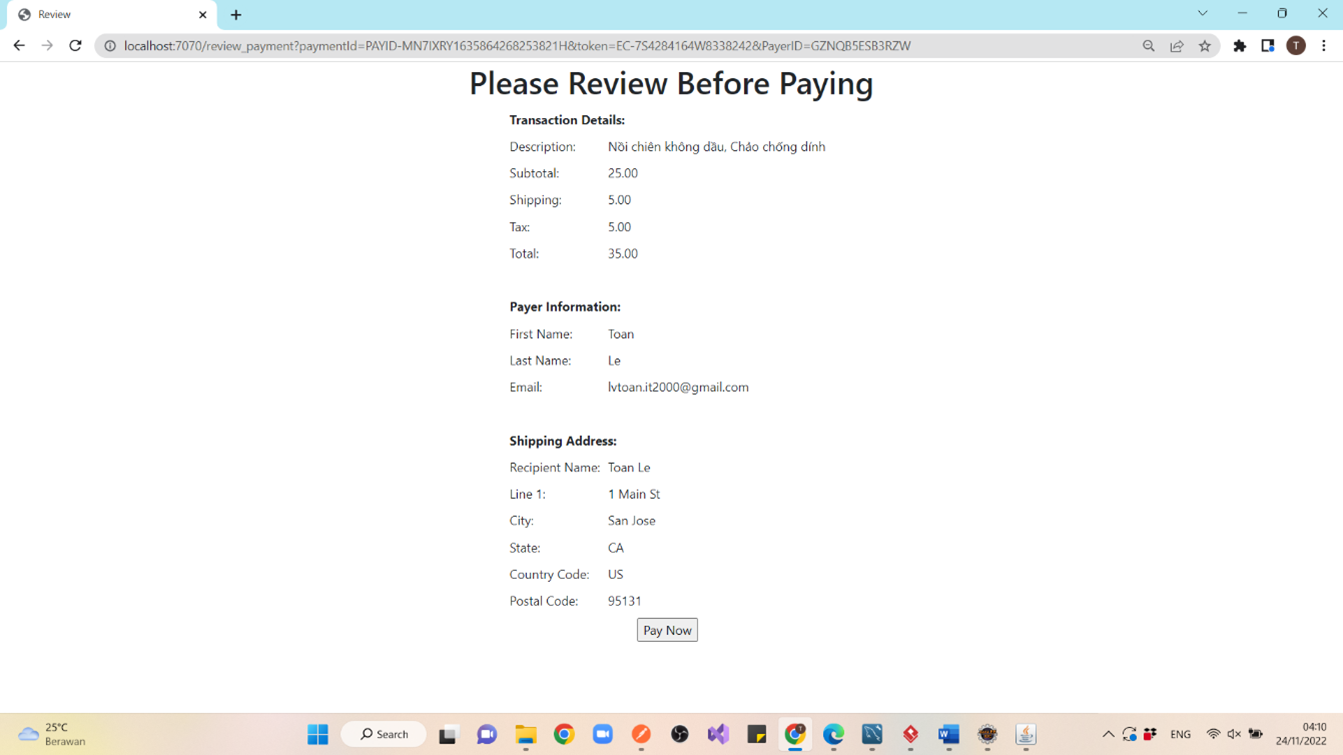 Review
localhost:7070/review_payment?paymentId=PAYID-MN7IXRY1635864268253821H&token=EC-7S4284164W8338242&PayerID=GZNQB5ESB3RZW
T
Please Review Before Paying
Transaction Details:
Description: Nồi chiên không dầu, Chảo chống dính
Subtotal: 25.00
Shipping: 5.00
Tax: 5.00
Total: 35.00
Payer Information:
First Name: Toan
Last Name: Le
Email: lvtoan.it2000@gmail.com
Shipping Address:
Recipient Name: Toan Le
Line 1: 1 Main St
City: San Jose
State: CA
Country Code: US
Postal Code: 95131
Pay Now
25°C
Berawan
Search
ENG
04:10
24/11/2022